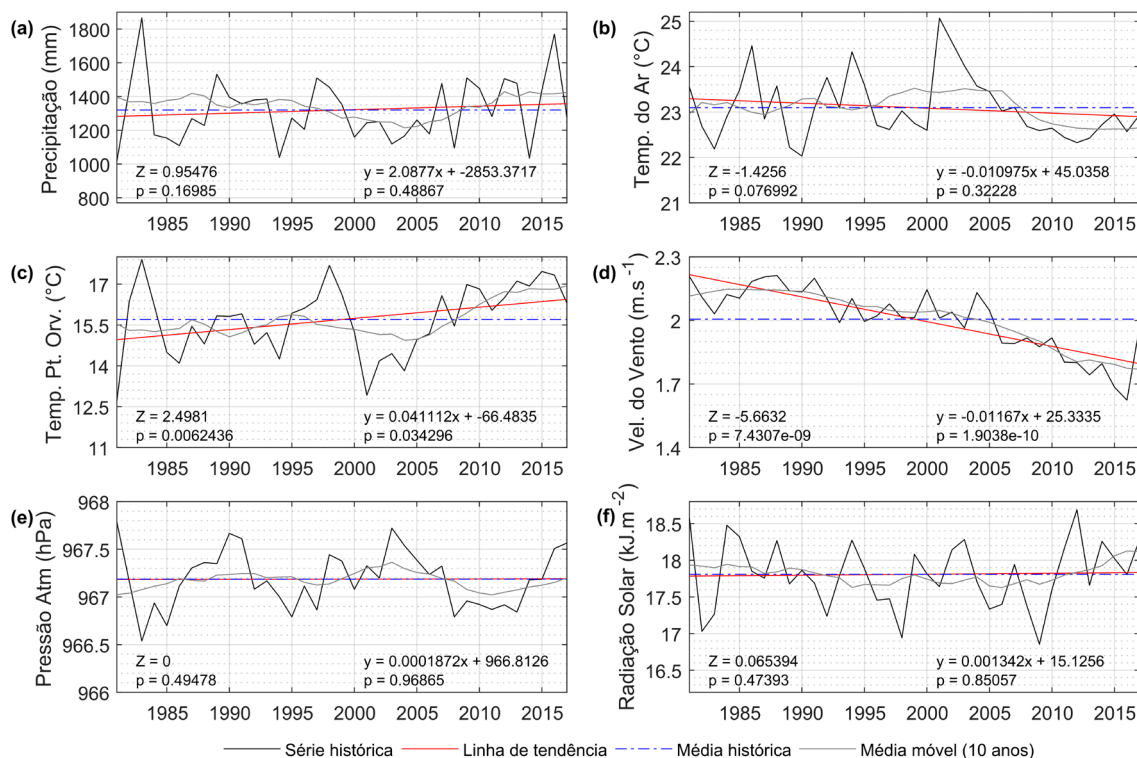 (a)
Precipitação (mm)
1800
1600
1400
1200
1000
800
Z = 0.95476
p = 0.16985
y = 2.0877x + -2853.3717
p = 0.48867
1985 1990 1995 2000 2005 2010 2015
(b)
Temp. do Ar (°C)
25
24
23
22
21
Z = -1.4256
p = 0.076992
y = -0.010975x + 45.0358
p = 0.32228
1985 1990 1995 2000 2005 2010 2015
(c)
Temp. Pt. Orv. (°C)
17
15.5
14
12.5
11
Z = 2.4981
p = 0.0062436
y = 0.041112x + -66.4835
p = 0.034296
1985 1990 1995 2000 2005 2010 2015
(d)
Vel. do Vento (m.s⁻¹)
2.3
2
1.7
1.4
Z = -5.6632
p = 7.4307e-09
y = -0.01167x + 25.3335
p = 1.9038e-10
1985 1990 1995 2000 2005 2010 2015
(e)
Pressão Atm (hPa)
968
967.5
967
966.5
966
Z = 0
p = 0.49478
y = 0.0001872x + 966.8126
p = 0.96865
1985 1990 1995 2000 2005 2010 2015
(f)
Radiação Solar (kJ.m⁻²)
18.5
18
17.5
17
16.5
Z = 0.065394
p = 0.47393
y = 0.001342x + 15.1256
p = 0.85057
1985 1990 1995 2000 2005 2010 2015
Série histórica Linha de tendência Média histórica Média móvel (10 anos)